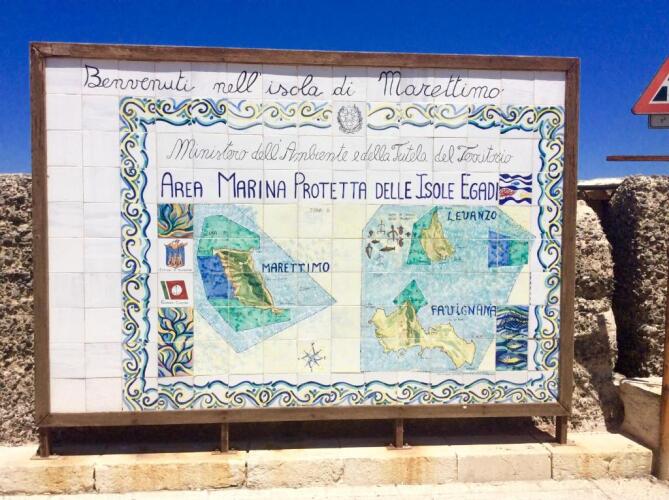 Benvenuti nell'isola di Marettimo
Ministero dell'Ambiente e della Tutela del Territorio
AREA MARINA PROTETTA DELLE ISOLE EGADI
LEVANZO
MARETTIMO
FAVIGNANA